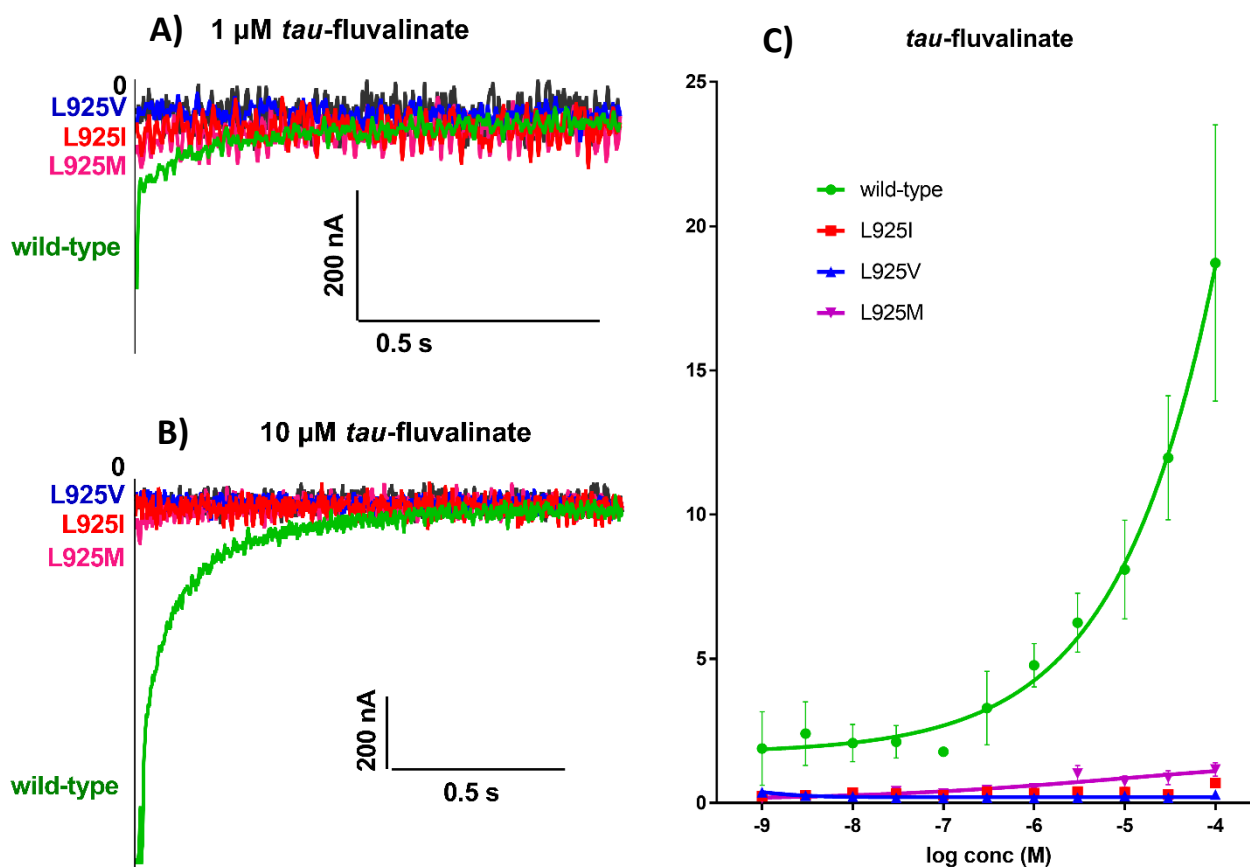 A) 1 µM tau-fluvalinate
0
L925V
L925I
L925M
wild-type
200 nA
0.5 s
B) 10 µM tau-fluvalinate
0
L925V
L925I
L925M
wild-type
200 nA
0.5 s
C) tau-fluvalinate
25
20
15
10
5
0
wild-type
L925I
L925V
L925M
-9 -8 -7 -6 -5 -4
log conc (M)